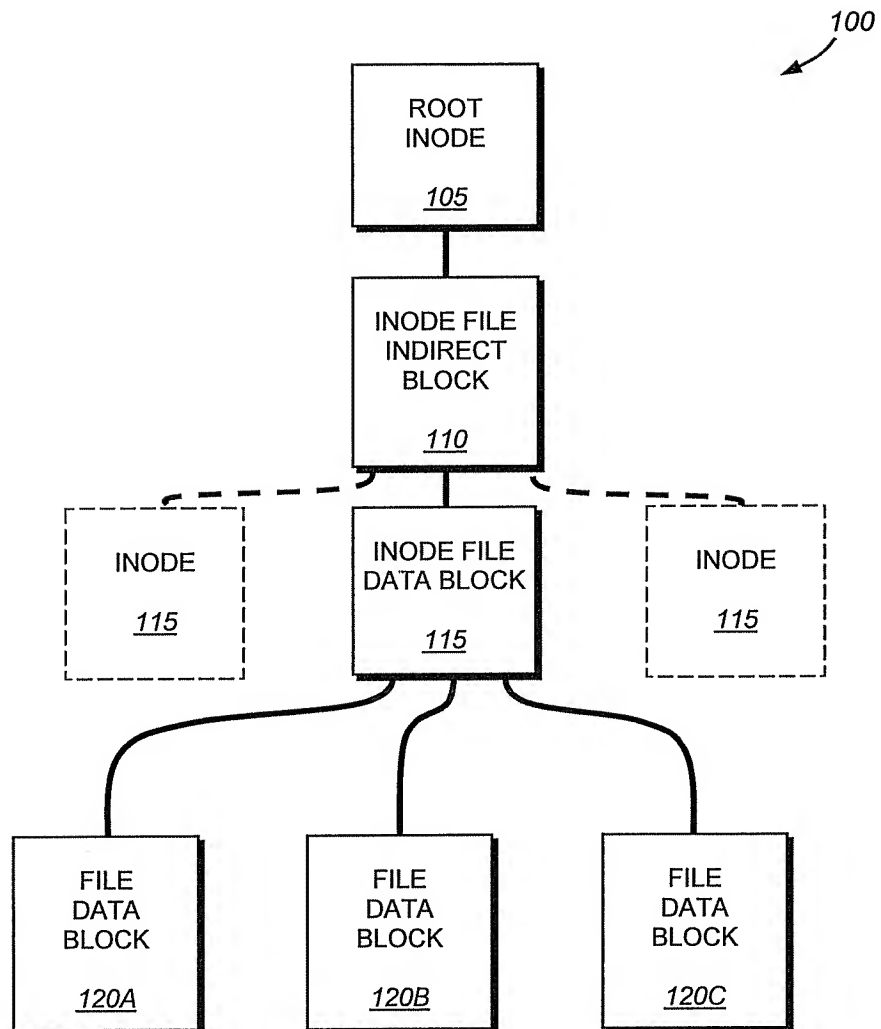 100
ROOT
INODE
105
INODE FILE
INDIRECT
BLOCK
110
INODE
115
INODE FILE
DATA BLOCK
115
INODE
115
FILE
DATA
BLOCK
120A
FILE
DATA
BLOCK
120B
FILE
DATA
BLOCK
120C